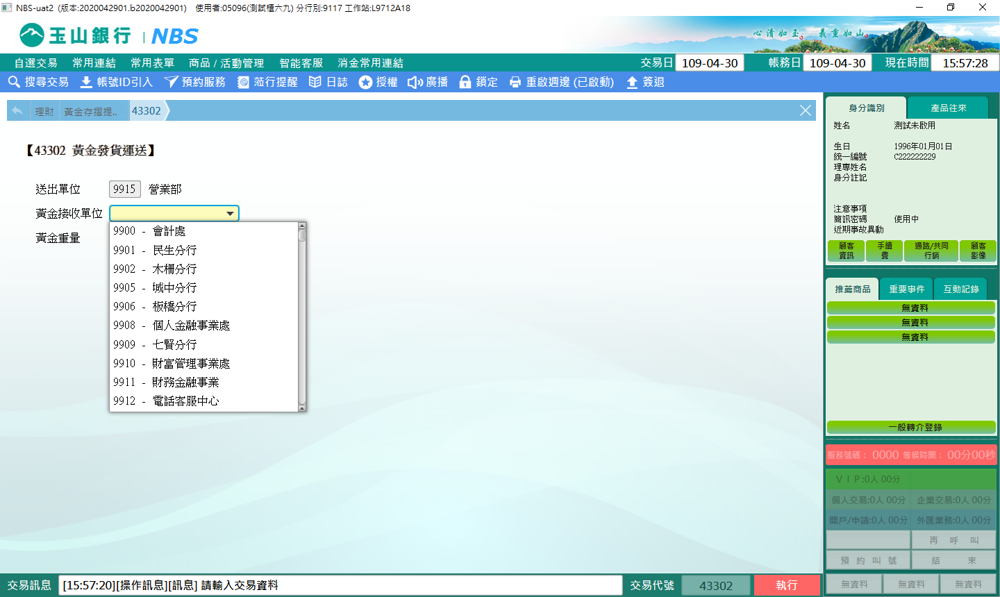 NBS-uat2 (版本:2020042901.b2020042901) 使用者:05096(測試櫃六九) 分行別:9117 工作站:L9712A18
玉山銀行 | NBS
心清如玉。 義重如山。
自選交易 常用連結 常用表單 商品 / 活動管理 智能客服 消金常用連結 交易日 109-04-30 帳務日 109-04-30 現在時間 15:57:28
搜尋交易 帳號ID引入 預約服務 蒞行提醒 日誌 授權 廣播 鎖定 重啟週邊 (已啟動) 簽退
理財 黃金存摺提.. 43302
【43302 黃金發貨運送】
送出單位 9915 營業部
黃金接收單位
黃金重量
9900 - 會計處
9901 - 民生分行
9902 - 木柵分行
9905 - 城中分行
9906 - 板橋分行
9908 - 個人金融事業處
9909 - 七賢分行
9910 - 財富管理事業處
9911 - 財務金融事業
9912 - 電話客服中心
身分識別 產品往來
姓名 測試未啟用
生日 1996年01月01日
統一編號 C222222229
理專姓名
身分註記
注意事項
簡訊密碼 使用中
近期事故異動
顧客資訊 手續費 通路/共同行銷 顧客影像
推薦商品 重要事件 互動記錄
無資料
無資料
無資料
一般轉介登錄
服務號碼： 0000 等候時間： 00分00秒
ＶＩＰ:0人 00分
個人交易:0人 00分 企業交易:0人 00分
開戶/申請:0人 00分 外匯業務:0人 00分
再 呼 叫
預 約 叫 號 結 束
無資料 無資料 無資料
交易訊息 [15:57:20][操作訊息][訊息] 請輸入交易資料 交易代號 43302 執行